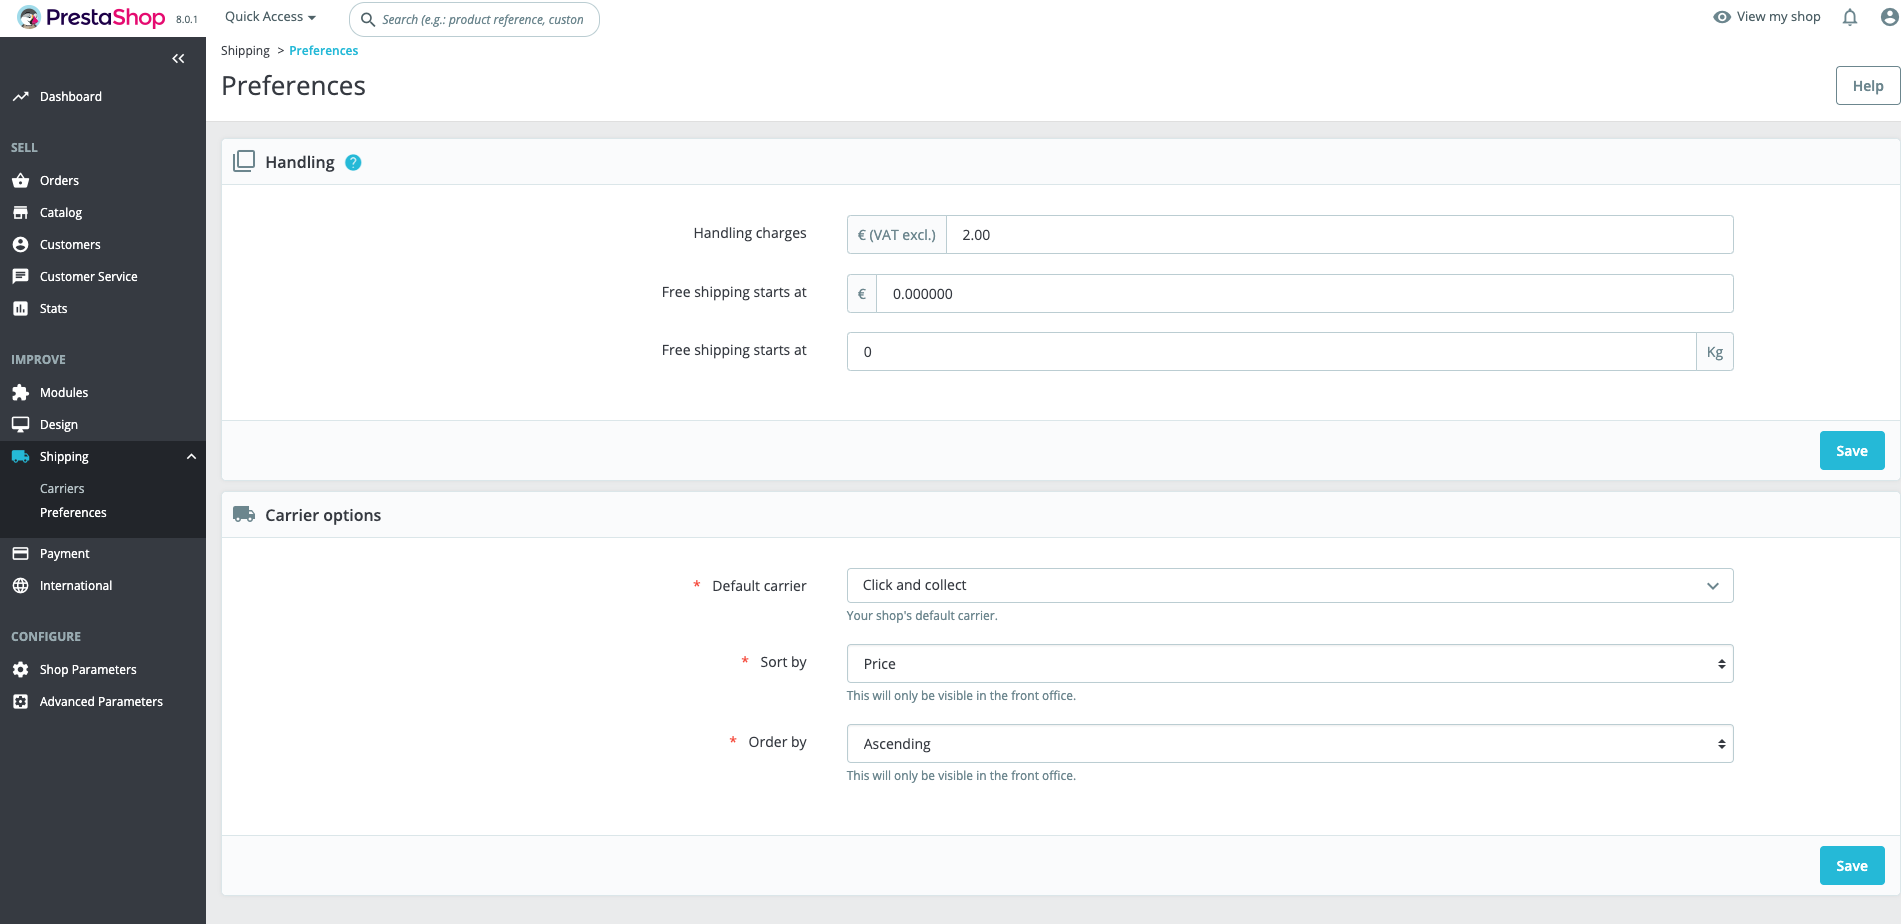 PrestaShop 8.0.1
Quick Access
Search (e.g.: product reference, custon
View my shop
Shipping > Preferences
Preferences
Help
Dashboard
SELL
Orders
Catalog
Customers
Customer Service
Stats
IMPROVE
Modules
Design
Shipping
Carriers
Preferences
Payment
International
CONFIGURE
Shop Parameters
Advanced Parameters
Handling ?
Handling charges € (VAT excl.) 2.00
Free shipping starts at € 0.000000
Free shipping starts at 0 Kg
Save
Carrier options
* Default carrier Click and collect
Your shop's default carrier.
* Sort by Price
This will only be visible in the front office.
* Order by Ascending
This will only be visible in the front office.
Save